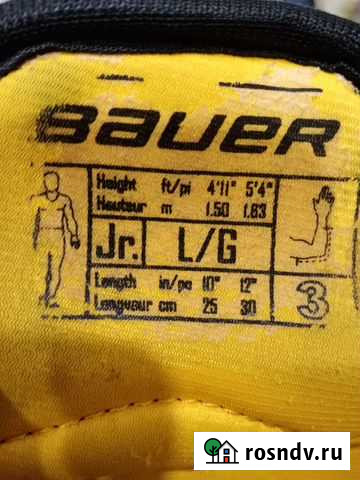 BAUER
Height ft/pi 4'11" 5'4"
Hauteur m 1.50 1.63
Jr. L/G
Length in/po 10" 12"
Longueur cm 25 30
3
rosndv.ru